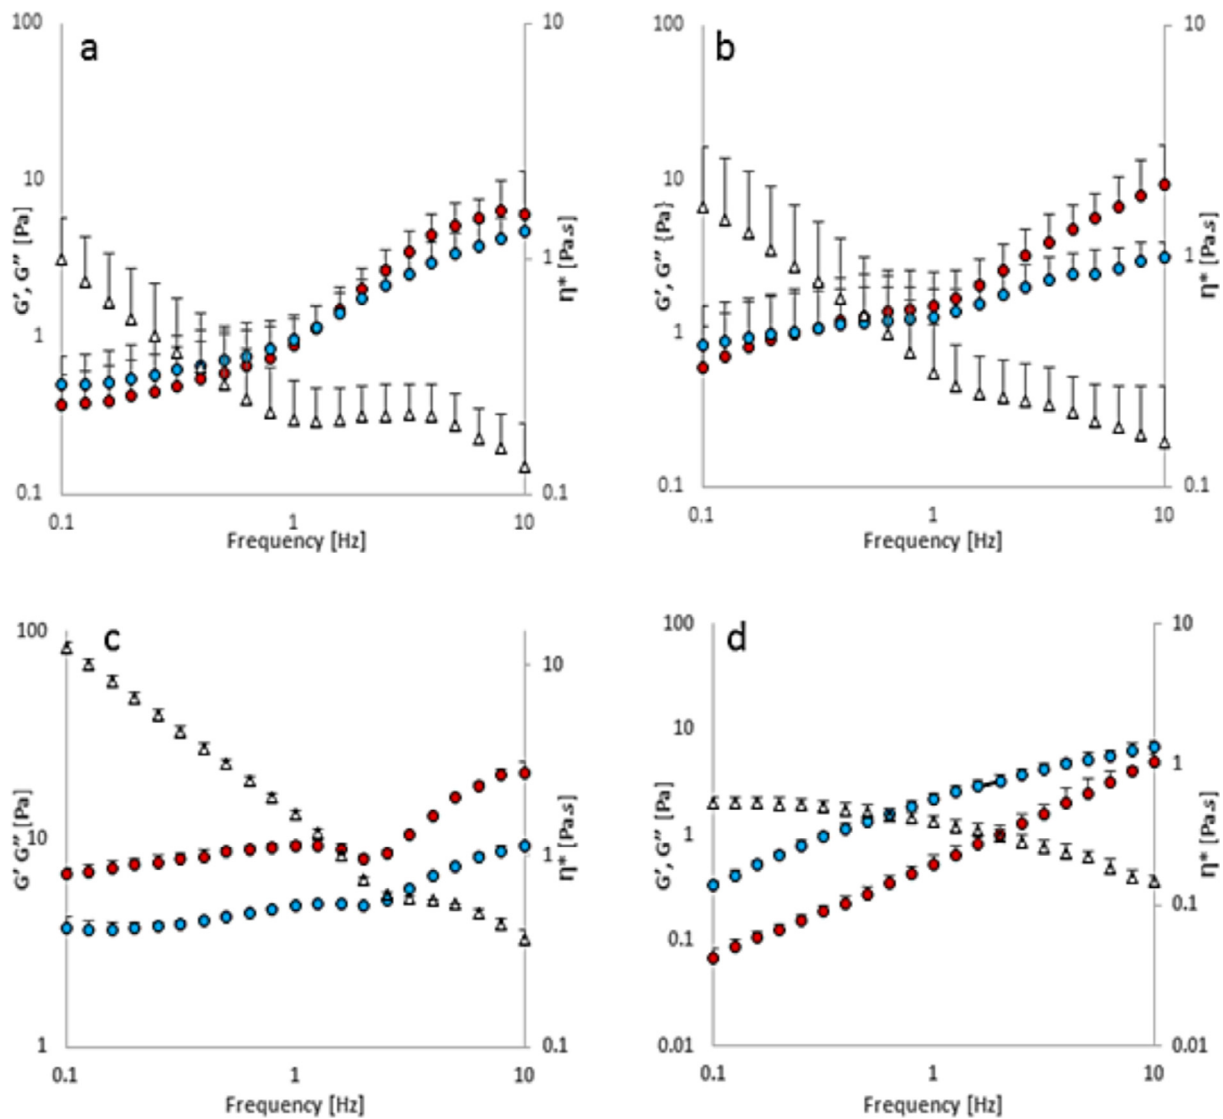 100
10
a
10
1
1
0.1
0.1
0.1
1
10
G′, G″ [Pa]
η* [Pa.s]
Frequency [Hz]
100
10
b
10
1
1
0.1
0.1
0.1
1
10
G′, G″ {Pa}
η* [Pa.s]
Frequency [Hz]
100
c
10
10
1
1
0.1
0.1
1
10
G′ G″ [Pa]
η* [Pa.s]
Frequency [Hz]
100
10
d
10
1
1
0.1
0.1
0.01
0.01
0.1
1
10
G′, G″ [Pa]
η* [Pa.s]
Frequency [Hz]